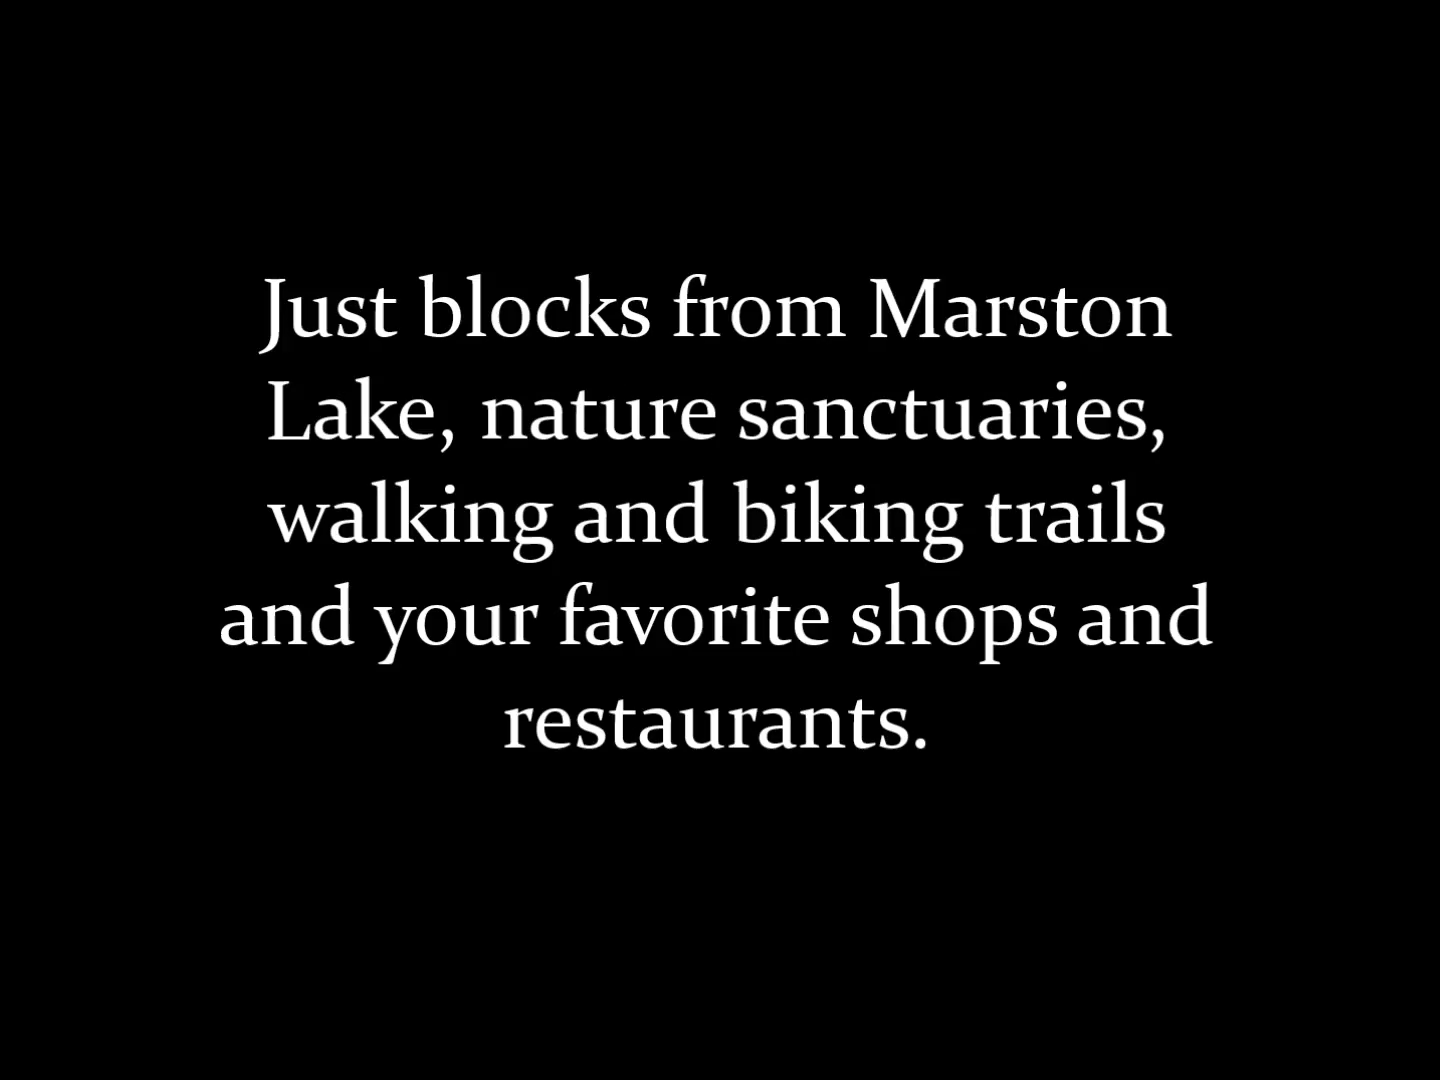 Just blocks from Marston
Lake, nature sanctuaries,
walking and biking trails
and your favorite shops and
restaurants.